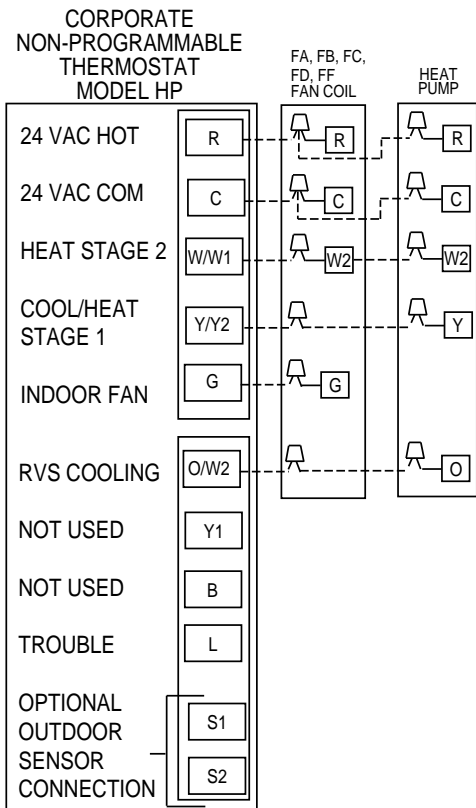 CORPORATE
NON-PROGRAMMABLE
THERMOSTAT
MODEL HP
FA, FB, FC,
FD, FF
FAN COIL
HEAT
PUMP
24 VAC HOT
R
R
R
24 VAC COM
C
C
C
HEAT STAGE 2
W/W1
W2
W2
COOL/HEAT
STAGE 1
Y/Y2
Y
INDOOR FAN
G
G
RVS COOLING
O/W2
O
NOT USED
Y1
NOT USED
B
TROUBLE
L
OPTIONAL
OUTDOOR
SENSOR
CONNECTION
S1
S2